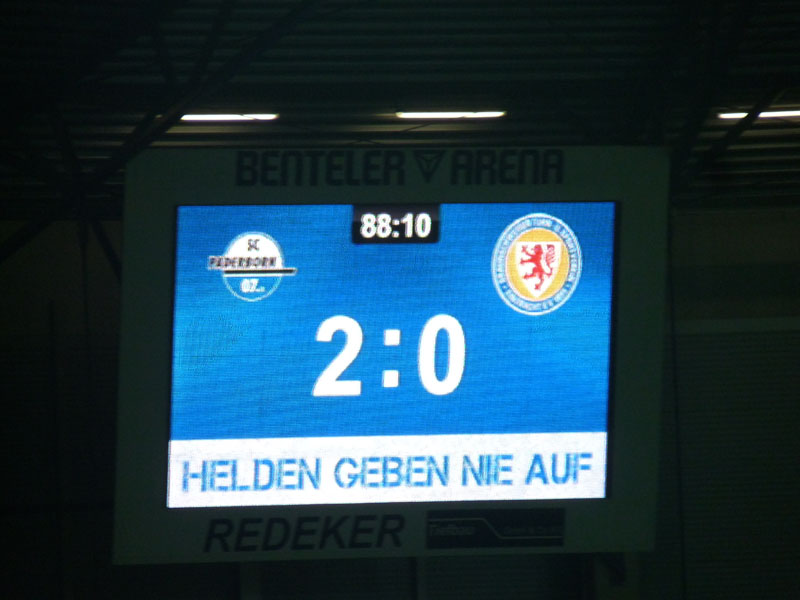 BENTELER ARENA
88:10
SC
PADERBORN
07
2:0
HELDEN GEBEN NIE AUF
REDEKER